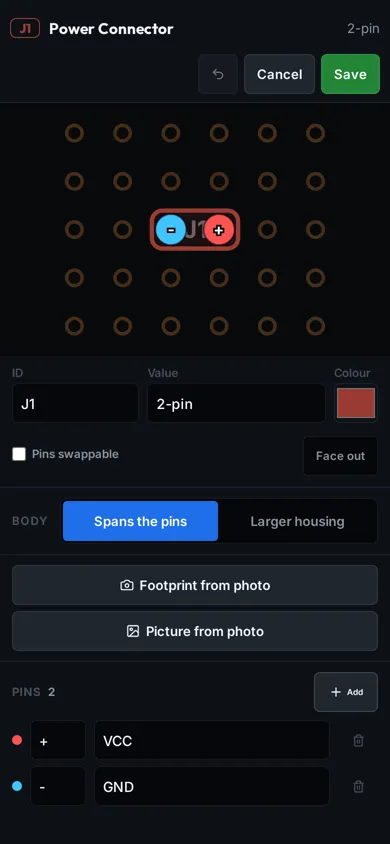 J1 Power Connector 2-pin
Cancel Save
- J1 +
ID Value Colour
J1 2-pin
Pins swappable Face out
BODY Spans the pins Larger housing
Footprint from photo
Picture from photo
PINS 2 + Add
+ VCC
- GND